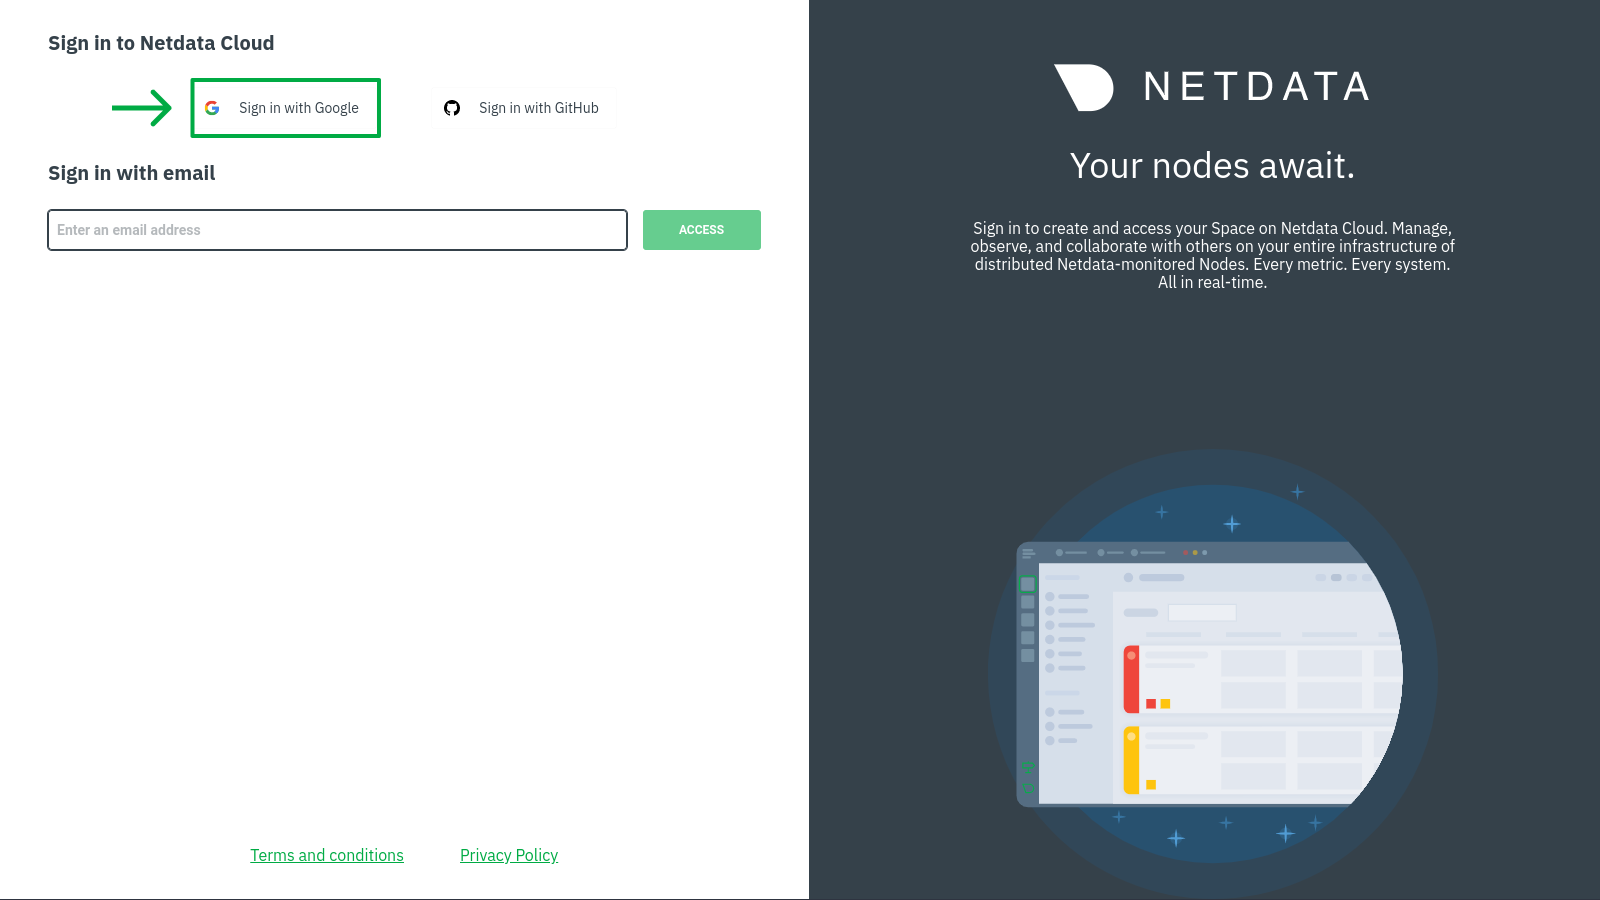 Sign in to Netdata Cloud
Sign in with Google
Sign in with GitHub
Sign in with email
Enter an email address
ACCESS
Terms and conditions
Privacy Policy
NETDATA
Your nodes await.
Sign in to create and access your Space on Netdata Cloud. Manage,
observe, and collaborate with others on your entire infrastructure of
distributed Netdata-monitored Nodes. Every metric. Every system.
All in real-time.